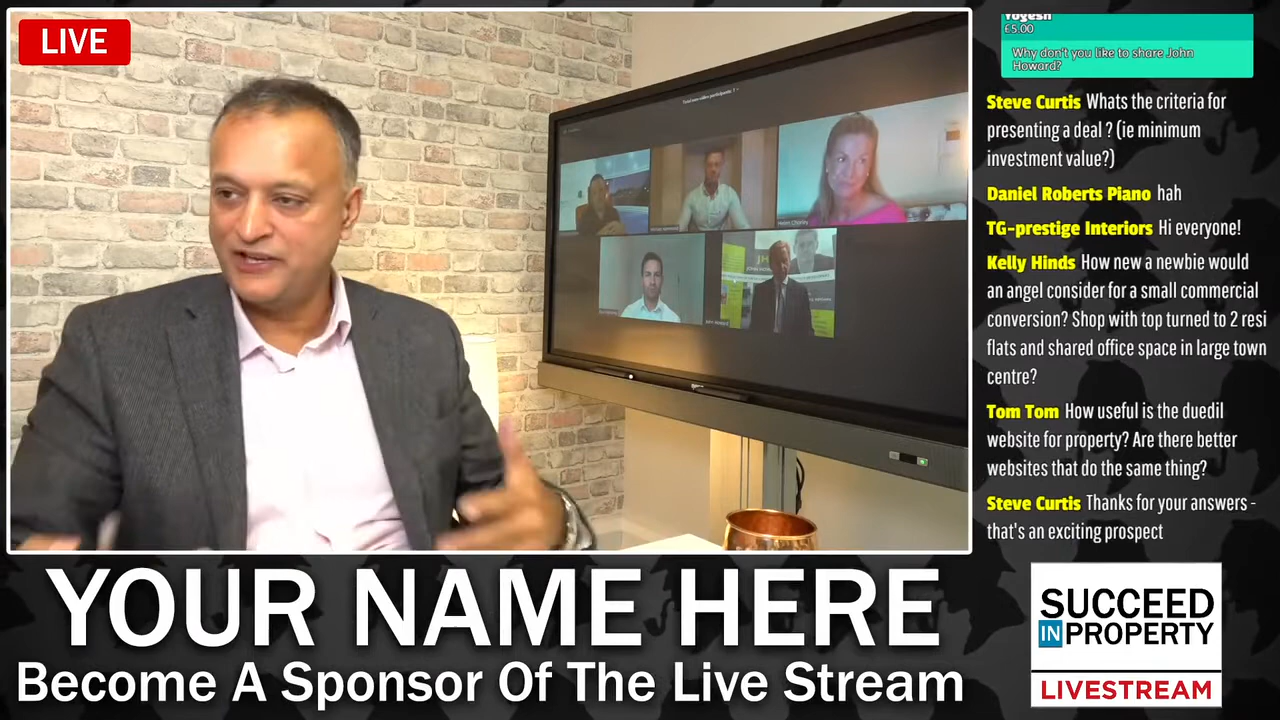 LIVE
Yogesh
£5.00
Why don't you like to share John
Howard?
Steve Curtis Whats the criteria for
presenting a deal ? (ie minimum
investment value?)
Daniel Roberts Piano hah
TG-prestige Interiors Hi everyone!
Kelly Hinds How new a newbie would
an angel consider for a small commercial
conversion? Shop with top turned to 2 resi
flats and shared office space in large town
centre?
Tom Tom How useful is the duedil
website for property? Are there better
websites that do the same thing?
Steve Curtis Thanks for your answers -
that's an exciting prospect
YOUR NAME HERE
Become A Sponsor Of The Live Stream
SUCCEED
IN PROPERTY
LIVESTREAM